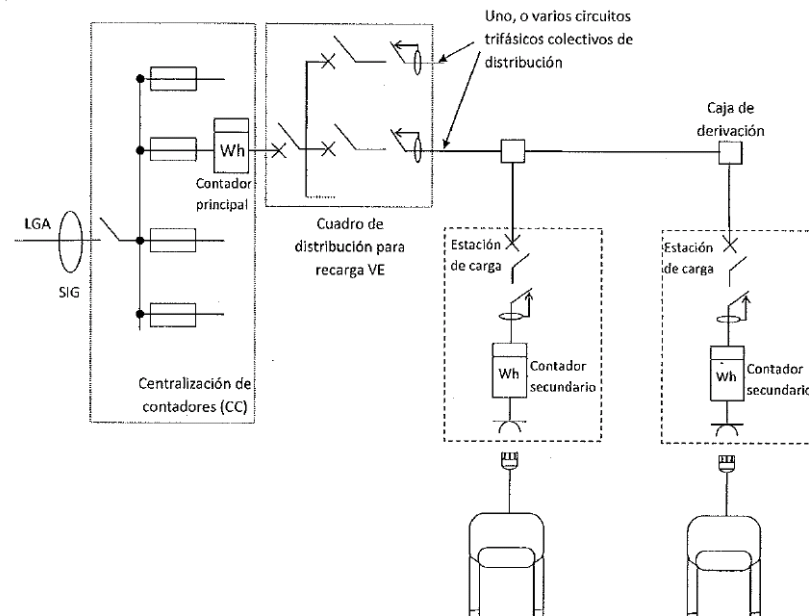 Uno, o varios circuitos
trifásicos colectivos de
distribución
Caja de
derivación
Wh
Contador
principal
LGA
SIG
Cuadro de
distribución para
recarga VE
Centralización de
contadores (CC)
Estación
de carga
Wh
Contador
secundario
Estación
de carga
Wh
Contador
secundario